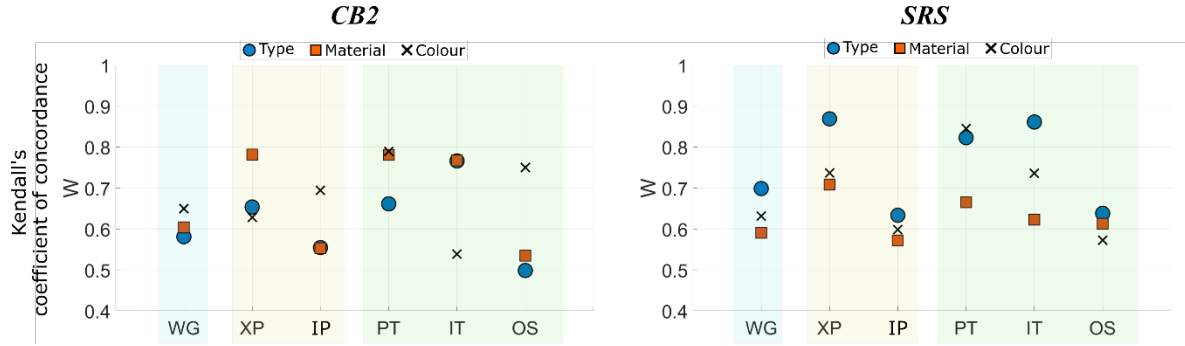 CB2
SRS
Type Material Colour
Type Material Colour
Kendall's
coefficient of concordance
W
1
0.9
0.8
0.7
0.6
0.5
0.4
WG XP IP PT IT OS
W
1
0.9
0.8
0.7
0.6
0.5
0.4
WG XP IP PT IT OS